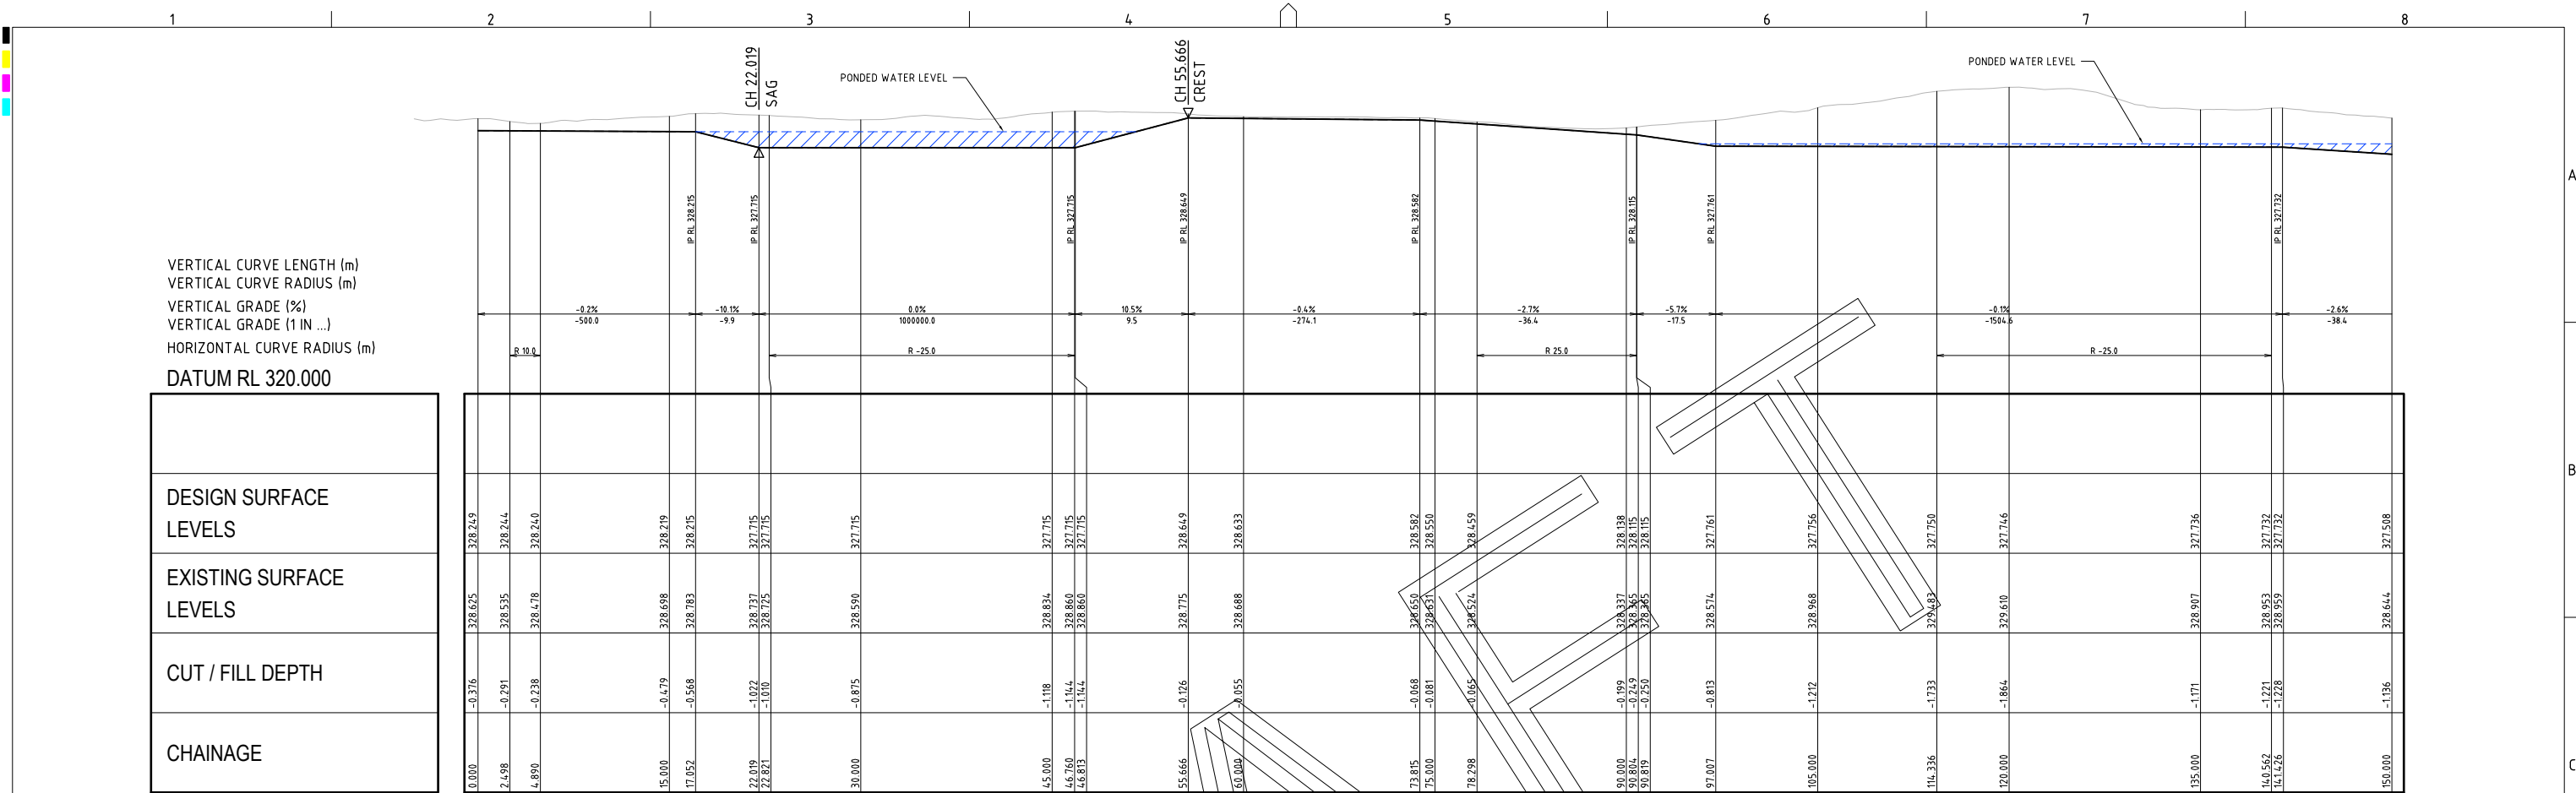 1 2 3 4 5 6 7 8
CH 22.019
SAG
PONDED WATER LEVEL
CH 55.666
CREST
PONDED WATER LEVEL
A
IP RL 328.215 IP RL 327.715 IP RL 327.715 IP RL 328.649 IP RL 328.582 IP RL 328.115 IP RL 327.761 IP RL 327.732
VERTICAL CURVE LENGTH (m)
VERTICAL CURVE RADIUS (m)
VERTICAL GRADE (%) -0.2% -10.1% 0.0% 10.5% -0.4% -2.7% -5.7% -0.1% -2.6%
VERTICAL GRADE (1 IN ...) -500.0 -9.9 1000000.0 9.5 -274.1 -36.4 -17.5 -1504.6 -38.4
HORIZONTAL CURVE RADIUS (m) R 10.0 R -25.0 R 25.0 R -25.0
DATUM RL 320.000
B
DESIGN SURFACE
LEVELS
328.249 328.244 328.240 328.219 328.215 327.715 327.715 327.715 327.715 327.715 327.715 328.649 328.633 328.582 328.550 328.459 328.138 328.115 328.115 327.761 327.756 327.750 327.746 327.736 327.732 327.732 327.508
EXISTING SURFACE
LEVELS
328.625 328.535 328.478 328.698 328.783 328.737 328.725 328.590 328.834 328.860 328.860 328.775 328.688 328.650 328.631 328.524 328.337 328.365 328.365 328.574 328.968 329.483 329.610 328.907 328.953 328.959 328.644
CUT / FILL DEPTH
-0.376 -0.291 -0.238 -0.479 -0.568 -1.022 -1.010 -0.875 -1.118 -1.144 -1.144 -0.126 -0.055 -0.068 -0.081 -0.065 -0.199 -0.249 -0.250 -0.813 -1.212 -1.733 -1.864 -1.171 -1.221 -1.228 -1.136
CHAINAGE
0.000 2.498 4.890 15.000 17.052 22.019 22.821 30.000 45.000 46.760 46.813 55.666 60.000 73.815 75.000 78.298 90.000 90.804 90.819 97.007 105.000 114.336 120.000 135.000 140.562 141.426 150.000
C